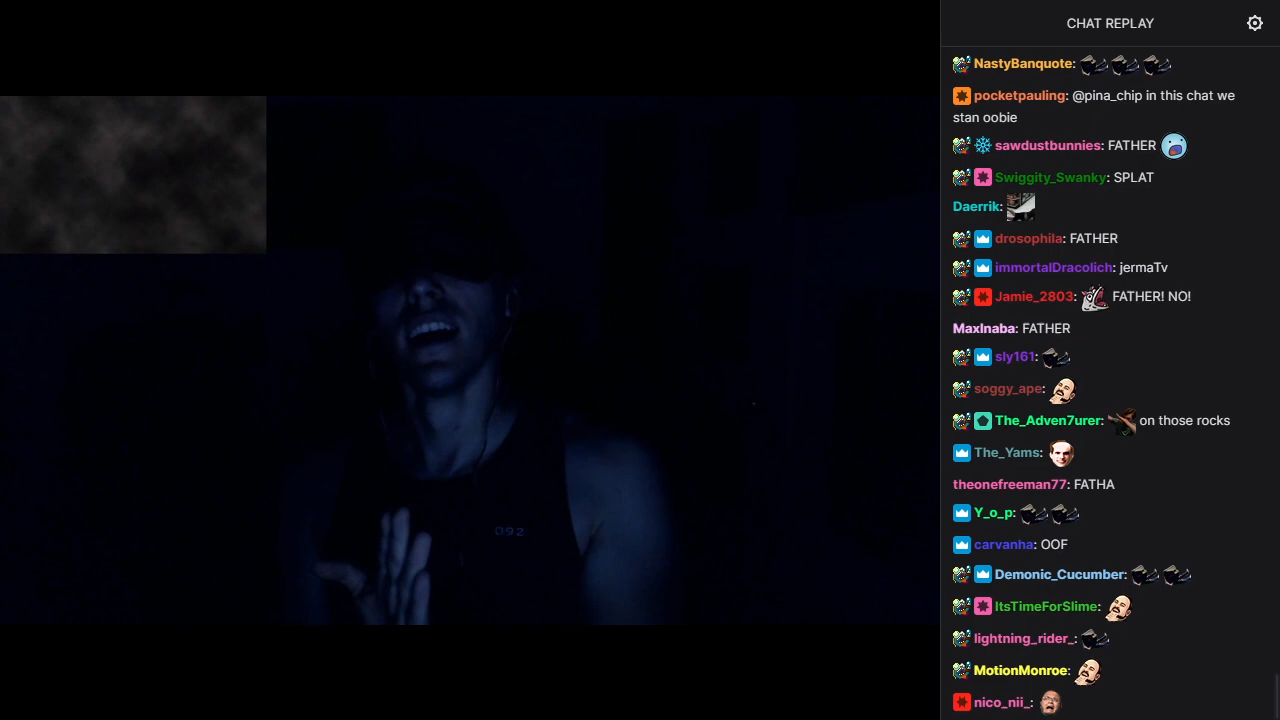 CHAT REPLAY
NastyBanquote:
pocketpauling: @pina_chip in this chat we
stan oobie
sawdustbunnies: FATHER
Swiggity_Swanky: SPLAT
Daerrik:
drosophila: FATHER
immortalDracolich: jermaTv
Jamie_2803: FATHER! NO!
MaxInaba: FATHER
sly161:
soggy_ape:
The_Adven7urer: on those rocks
The_Yams:
theonefreeman77: FATHA
Y_o_p:
carvanha: OOF
Demonic_Cucumber:
ItsTimeForSlime:
lightning_rider_:
MotionMonroe:
nico_nii_:
092